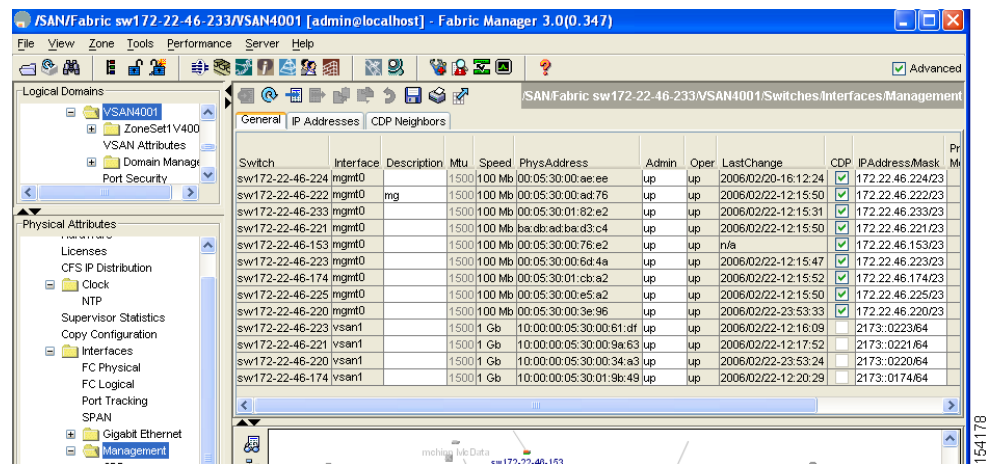 /SAN/Fabric sw172-22-46-233/VSAN4001 [admin@localhost] - Fabric Manager 3.0(0.347)
File View Zone Tools Performance Server Help
Advanced
Logical Domains
VSAN4001
ZoneSet1 V400
VSAN Attributes
Domain Manage
Port Security
Physical Attributes
Licenses
CFS IP Distribution
Clock
NTP
Supervisor Statistics
Copy Configuration
Interfaces
FC Physical
FC Logical
Port Tracking
SPAN
Gigabit Ethernet
Management
/SAN/Fabric sw172-22-46-233/VSAN4001/Switches/Interfaces/Management
General IP Addresses CDP Neighbors
Switch Interface Description Mtu Speed PhysAddress Admin Oper LastChange CDP IPAddress/Mask
sw172-22-46-224 mgmt0 1500 100 Mb 00:05:30:00:ae:ee up up 2006/02/20-16:12:24 172.22.46.224/23
sw172-22-46-222 mgmt0 mg 1500 100 Mb 00:05:30:00:ad:76 up up 2006/02/22-12:15:50 172.22.46.222/23
sw172-22-46-233 mgmt0 1500 100 Mb 00:05:30:01:82:e2 up up 2006/02/22-12:15:31 172.22.46.233/23
sw172-22-46-221 mgmt0 1500 100 Mb ba:db:ad:ba:d3:c4 up up 2006/02/22-12:15:50 172.22.46.221/23
sw172-22-46-153 mgmt0 1500 100 Mb 00:05:30:00:76:e2 up up n/a 172.22.46.153/23
sw172-22-46-223 mgmt0 1500 100 Mb 00:05:30:00:6d:4a up up 2006/02/22-12:15:47 172.22.46.223/23
sw172-22-46-174 mgmt0 1500 100 Mb 00:05:30:01:cb:a2 up up 2006/02/22-12:15:52 172.22.46.174/23
sw172-22-46-225 mgmt0 1500 100 Mb 00:05:30:00:e5:a2 up up 2006/02/22-12:15:50 172.22.46.225/23
sw172-22-46-220 mgmt0 1500 100 Mb 00:05:30:00:3e:96 up up 2006/02/22-23:53:33 172.22.46.220/23
sw172-22-46-223 vsan1 1500 1 Gb 10:00:00:05:30:00:61:df up up 2006/02/22-12:16:09 2173::0223/64
sw172-22-46-221 vsan1 1500 1 Gb 10:00:00:05:30:00:9a:63 up up 2006/02/22-12:17:52 2173::0221/64
sw172-22-46-220 vsan1 1500 1 Gb 10:00:00:05:30:00:34:a3 up up 2006/02/22-23:53:24 2173::0220/64
sw172-22-46-174 vsan1 1500 1 Gb 10:00:00:05:30:01:9b:49 up up 2006/02/22-12:20:29 2173::0174/64
sw172-22-46-153
154178